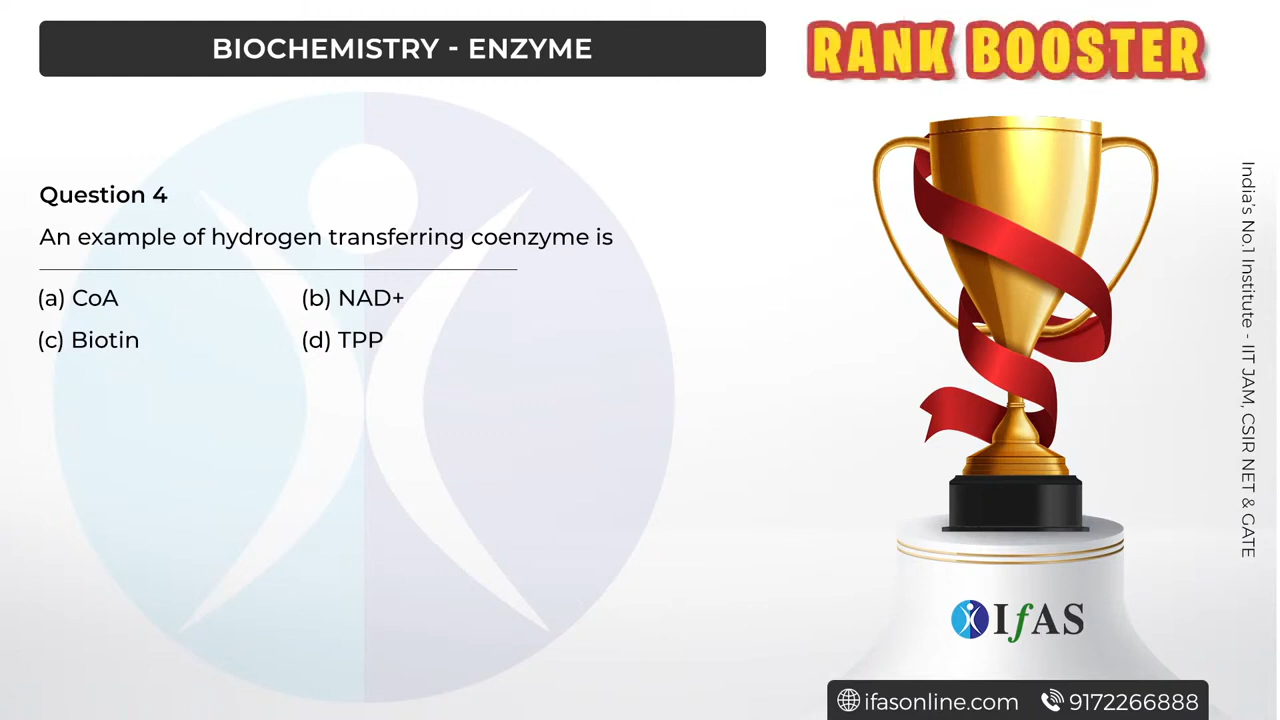 BIOCHEMISTRY - ENZYME
RANK BOOSTER
Question 4
An example of hydrogen transferring coenzyme is
(a) CoA
(b) NAD+
(c) Biotin
(d) TPP
India's No.1 Institute - IIT JAM, CSIR NET & GATE
IfAS
ifasonline.com 9172266888